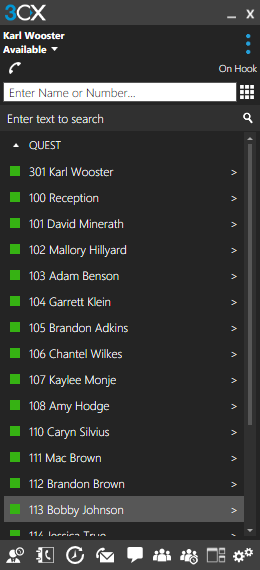 3CX
Karl Wooster
Available
On Hook
Enter Name or Number...
Enter text to search
QUEST
301 Karl Wooster >
100 Reception >
101 David Minerath >
102 Mallory Hillyard >
103 Adam Benson >
104 Garrett Klein >
105 Brandon Adkins >
106 Chantel Wilkes >
107 Kaylee Monje >
108 Amy Hodge >
110 Caryn Silvius >
111 Mac Brown >
112 Brandon Brown >
113 Bobby Johnson >
114 Jessica True >